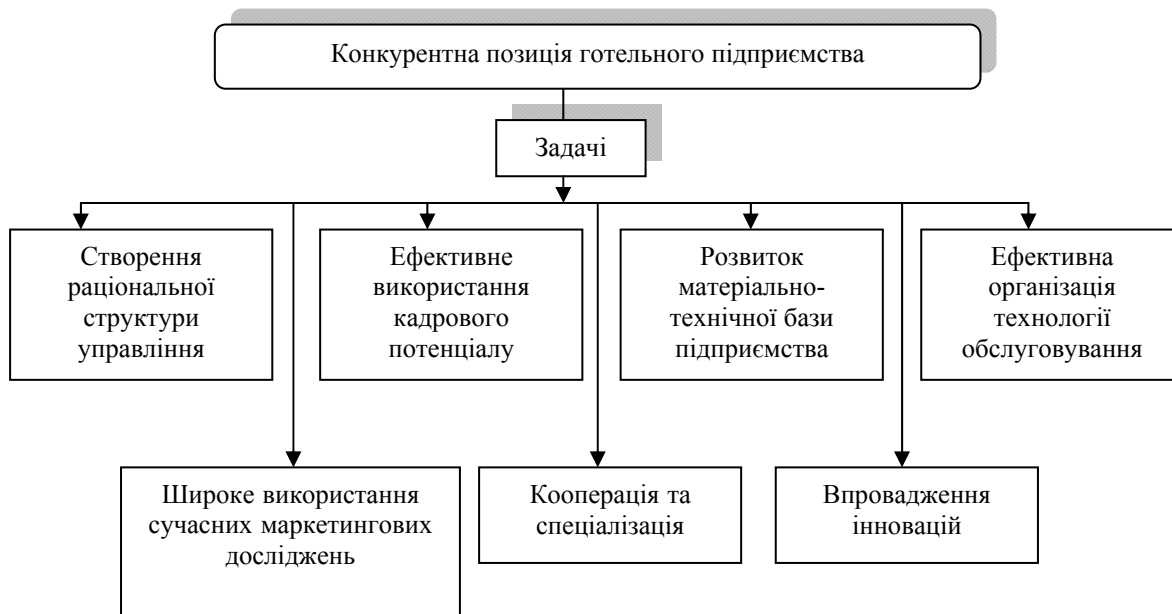 Конкурентна позиція готельного підприємства
Задачі
Створення
раціональної
структури
управління
Ефективне
використання
кадрового
потенціалу
Розвиток
матеріально-
технічної бази
підприємства
Ефективна
організація
технології
обслуговування
Широке використання
сучасних маркетингових
досліджень
Кооперація та
спеціалізація
Впровадження
інновацій